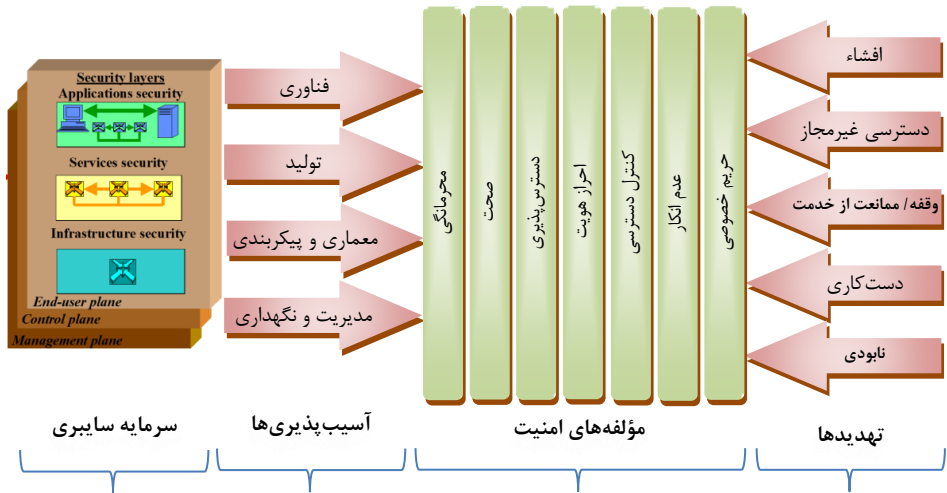 Security layers
Applications security
Services security
Infrastructure security
End-user plane
Control plane
Management plane
فناوری
تولید
معماری و پیکربندی
مدیریت و نگهداری
محرمانگی
صحت
دسترس‌پذیری
احراز هویت
کنترل دسترسی
عدم انکار
حریم خصوصی
افشاء
دسترسی غیرمجاز
وقفه/ ممانعت از خدمت
دست‌کاری
نابودی
سرمایه سایبری
آسیب‌پذیری‌ها
مؤلفه‌های امنیت
تهدیدها